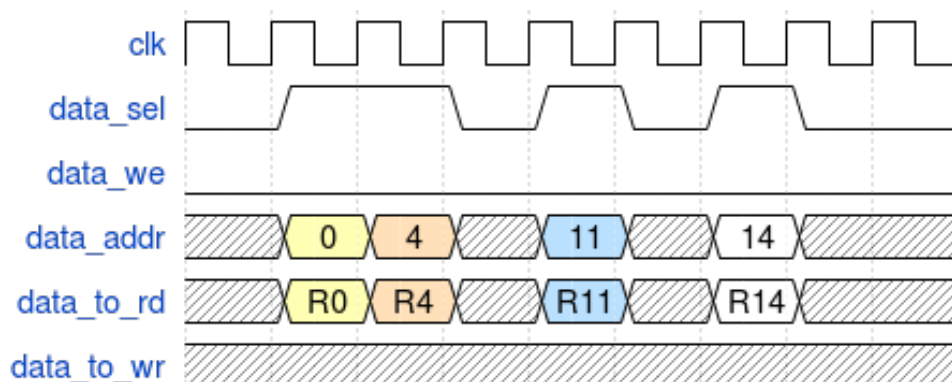 clk
data_sel
data_we
data_addr 0 4 11 14
data_to_rd R0 R4 R11 R14
data_to_wr